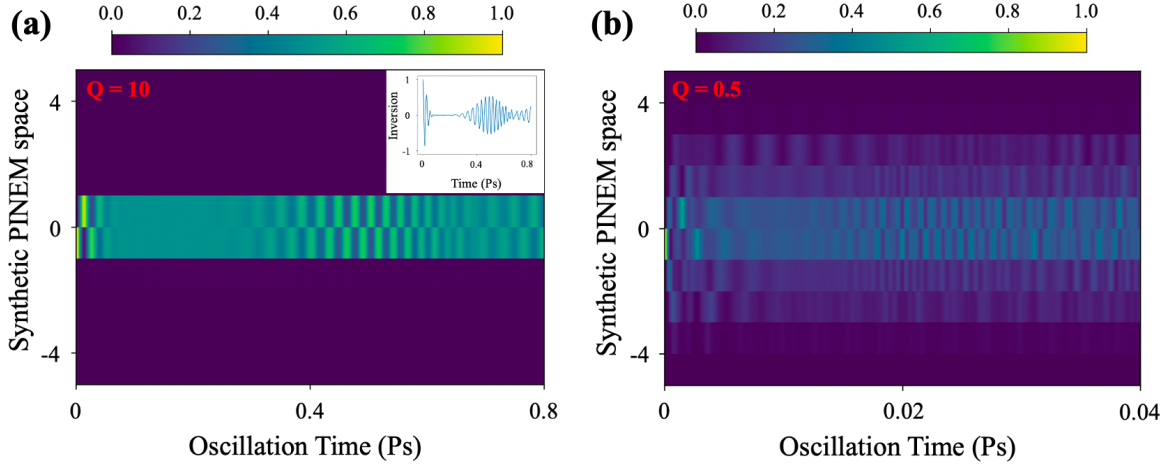 (a)
0.0 0.2 0.4 0.6 0.8 1.0
Q = 10
Synthetic PINEM space
4
0
-4
Inversion
1
0
-1
0 0.4 0.8
Time (Ps)
0 0.4 0.8
Oscillation Time (Ps)
(b)
0.0 0.2 0.4 0.6 0.8 1.0
Q = 0.5
Synthetic PINEM space
4
0
-4
0 0.02 0.04
Oscillation Time (Ps)